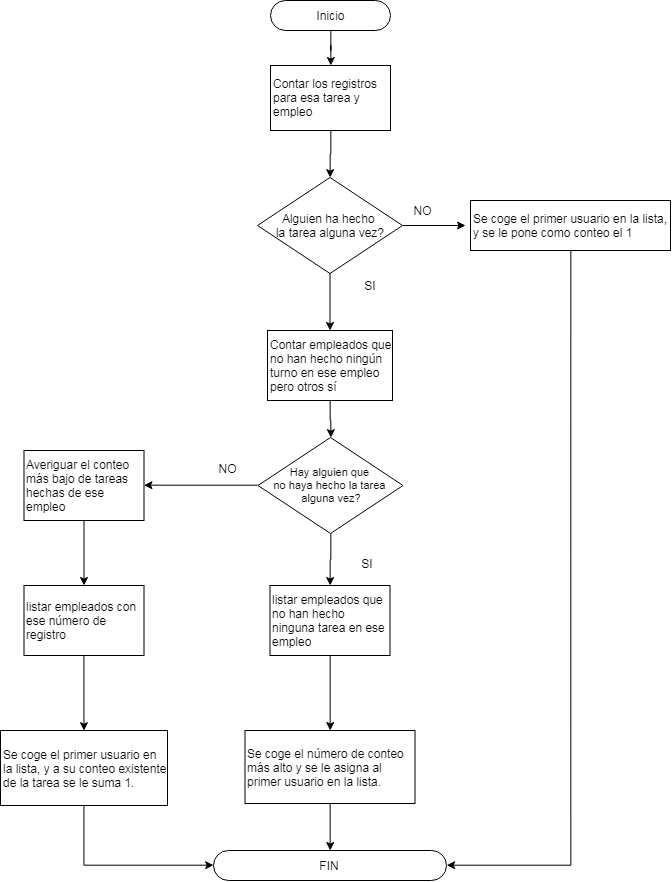 Inicio
Contar los registros
para esa tarea y
empleo
Alguien ha hecho
la tarea alguna vez?
NO
Se coge el primer usuario en la lista,
y se le pone como conteo el 1
SI
Contar empleados que
no han hecho ningún
turno en ese empleo
pero otros sí
Hay alguien que
no haya hecho la tarea
alguna vez?
NO
Averiguar el conteo
más bajo de tareas
hechas de ese
empleo
SI
listar empleados con
ese número de
registro
listar empleados que
no han hecho
ninguna tarea en ese
empleo
Se coge el primer usuario en
la lista, y a su conteo existente
de la tarea se le suma 1.
Se coge el número de conteo
más alto y se le asigna al
primer usuario en la lista.
FIN